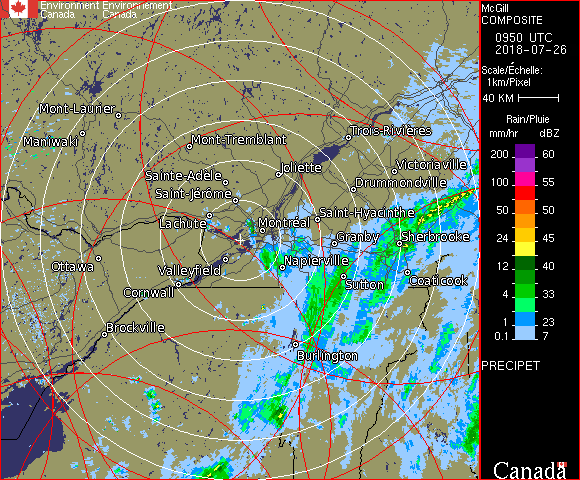 Environment Environnement
Canada Canada
McGill
COMPOSITE
0950 UTC
2018-07-26
Scale/Échelle:
1km/Pixel
40 KM
Rain/Pluie
mm/hr dBZ
200 60
100 55
50 50
24 45
12 40
4 33
1 23
0.1 7
PRECIPET
Canada
Mont-Laurier
Maniwaki
Mont-Tremblant
Trois-Rivières
Sainte-Adèle
Joliette
Victoriaville
Saint-Jérôme
Drummondville
Lachute
Montréal
Saint-Hyacinthe
Granby
Sherbrooke
Ottawa
Valleyfield
Napierville
Cornwall
Sutton
Coaticook
Brockville
Burlington